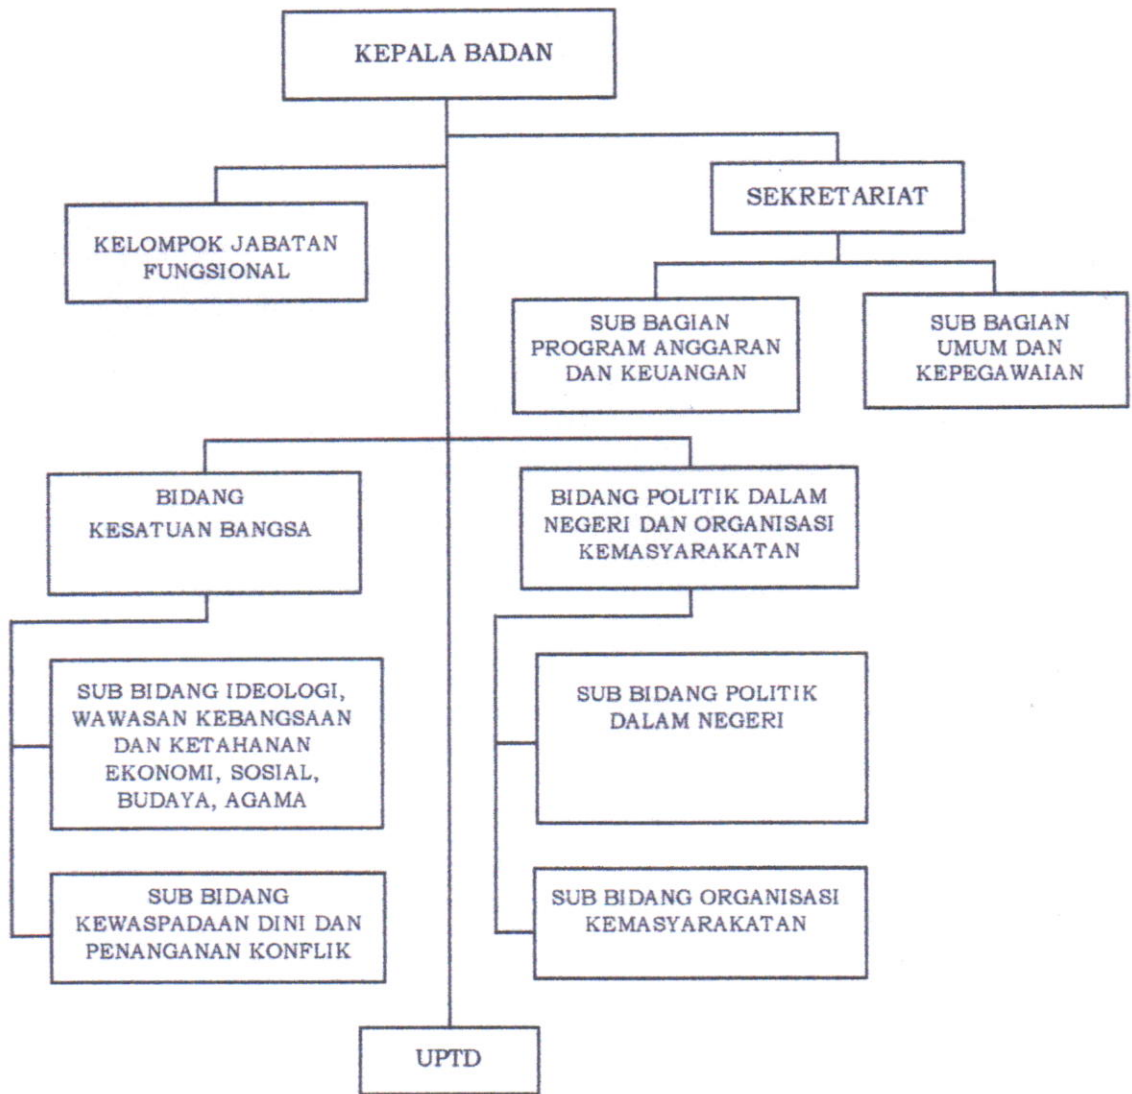 KEPALA BADAN
SEKRETARIAT
KELOMPOK JABATAN
FUNGSIONAL
SUB BAGIAN
PROGRAM ANGGARAN
DAN KEUANGAN
SUB BAGIAN
UMUM DAN
KEPEGAWAIAN
BIDANG
KESATUAN BANGSA
BIDANG POLITIK DALAM
NEGERI DAN ORGANISASI
KEMASYARAKATAN
SUB BIDANG IDEOLOGI,
WAWASAN KEBANGSAAN
DAN KETAHANAN
EKONOMI, SOSIAL,
BUDAYA, AGAMA
SUB BIDANG POLITIK
DALAM NEGERI
SUB BIDANG
KEWASPADAAN DINI DAN
PENANGANAN KONFLIK
SUB BIDANG ORGANISASI
KEMASYARAKATAN
UPTD